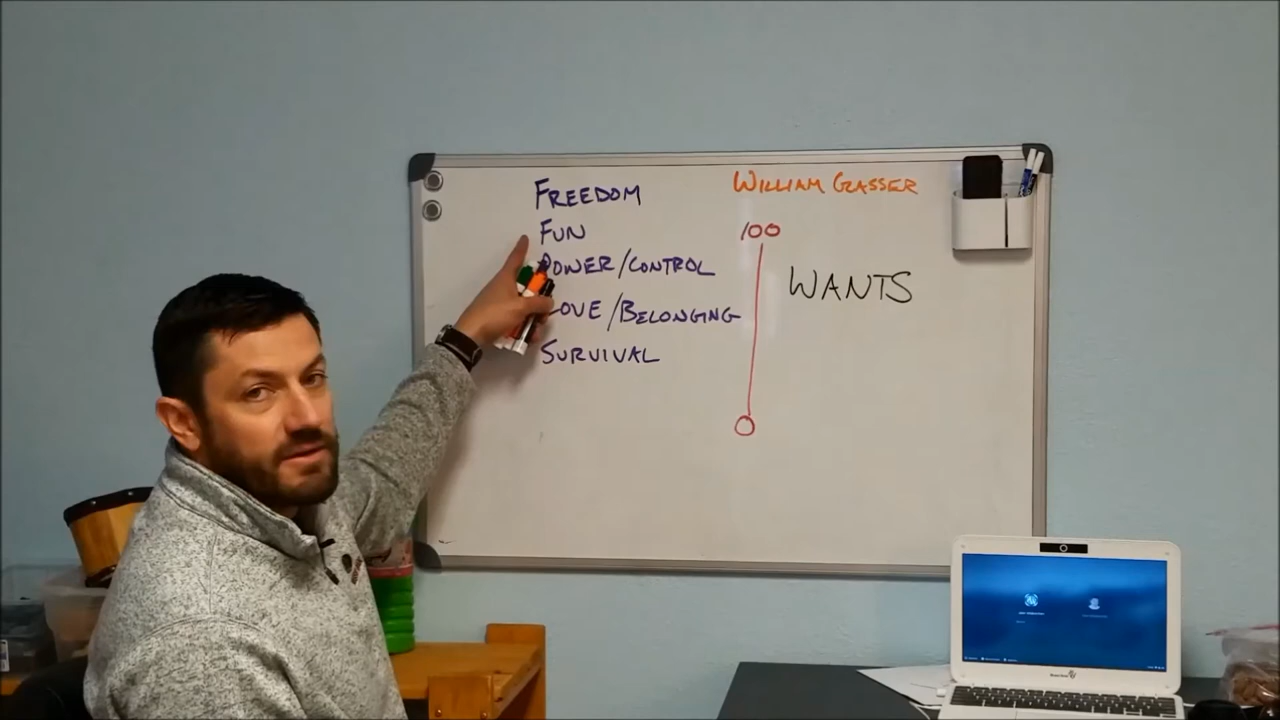 FREEDOM
FUN
POWER/CONTROL
LOVE/BELONGING
SURVIVAL
WILLIAM GLASSER
100
WANTS
0